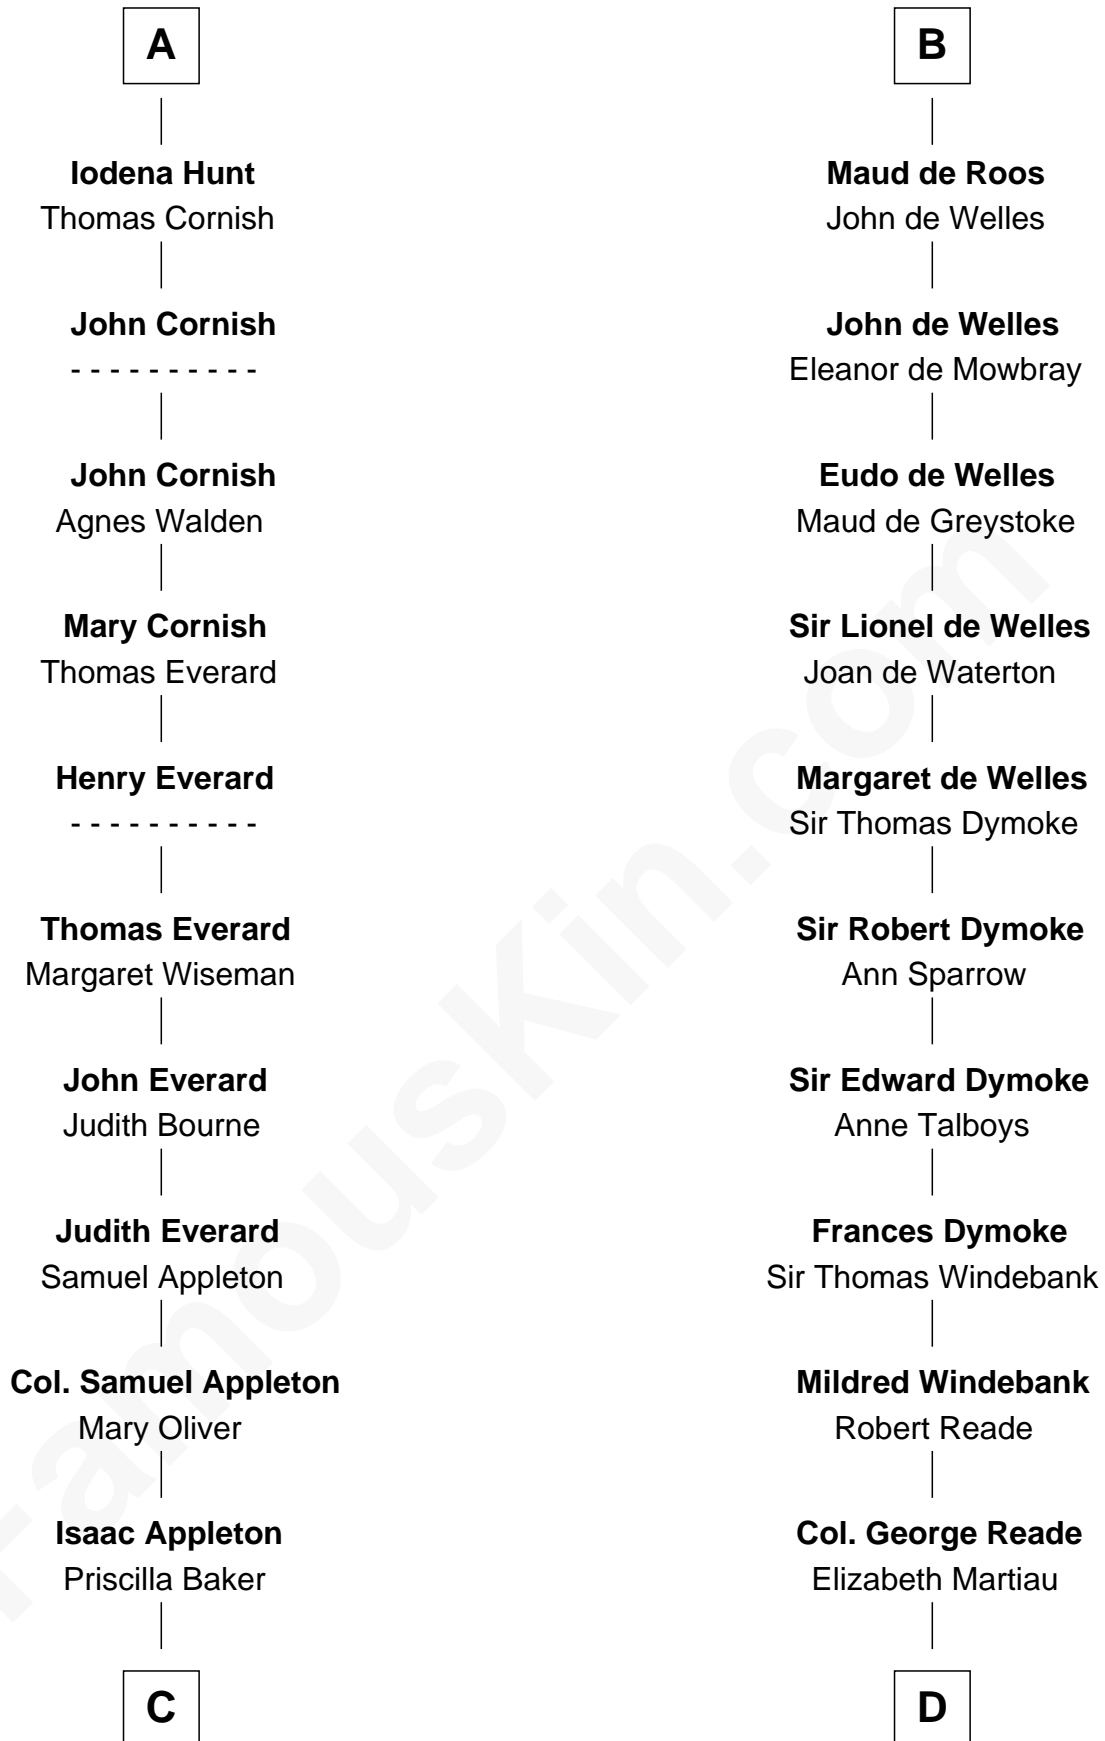 A
Iodena Hunt
Thomas Cornish
John Cornish
- - - - - - - - - -
John Cornish
Agnes Walden
Mary Cornish
Thomas Everard
Henry Everard
- - - - - - - - - -
Thomas Everard
Margaret Wiseman
John Everard
Judith Bourne
Judith Everard
Samuel Appleton
Col. Samuel Appleton
Mary Oliver
Isaac Appleton
Priscilla Baker
C
B
Maud de Roos
John de Welles
John de Welles
Eleanor de Mowbray
Eudo de Welles
Maud de Greystoke
Sir Lionel de Welles
Joan de Waterton
Margaret de Welles
Sir Thomas Dymoke
Sir Robert Dymoke
Ann Sparrow
Sir Edward Dymoke
Anne Talboys
Frances Dymoke
Sir Thomas Windebank
Mildred Windebank
Robert Reade
Col. George Reade
Elizabeth Martiau
D
FamousKin.com